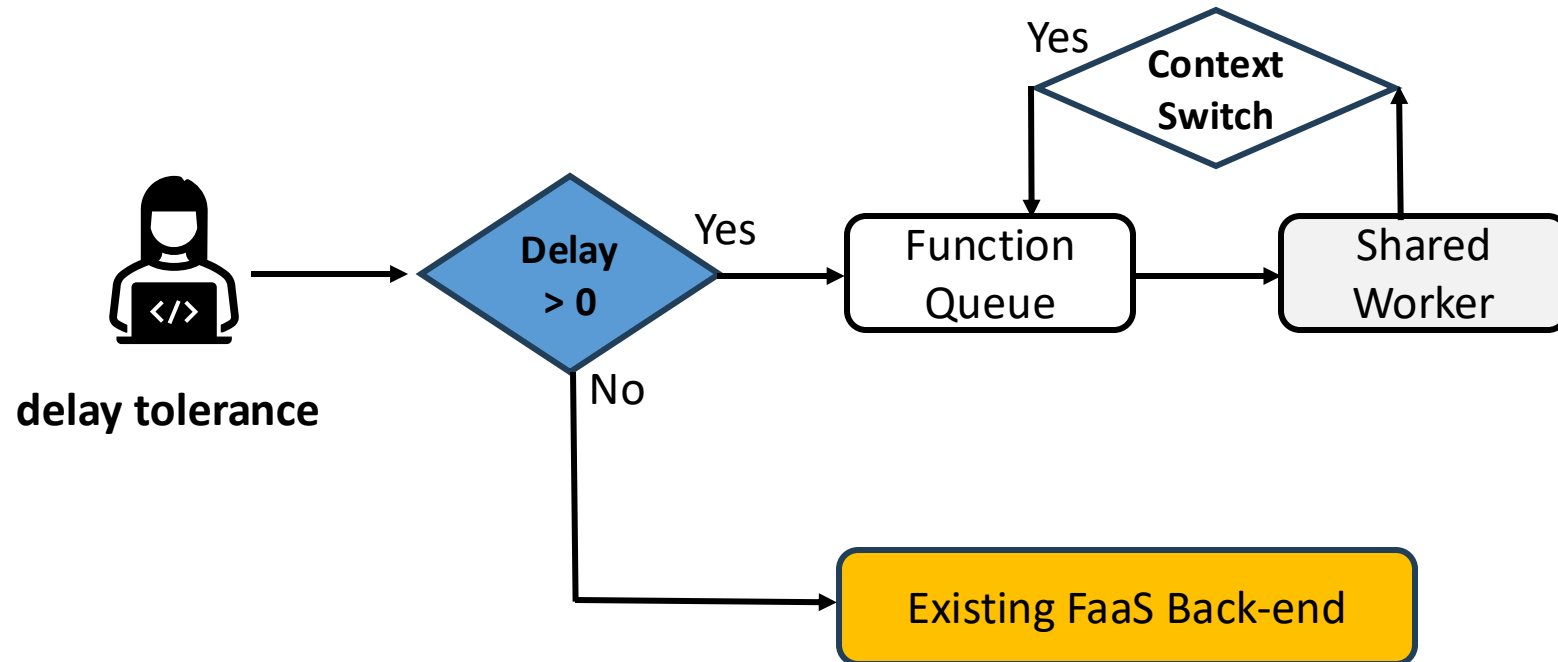 Yes
Context
Switch
</>
delay tolerance
Delay
> 0
Yes
No
Function
Queue
Shared
Worker
Existing FaaS Back-end